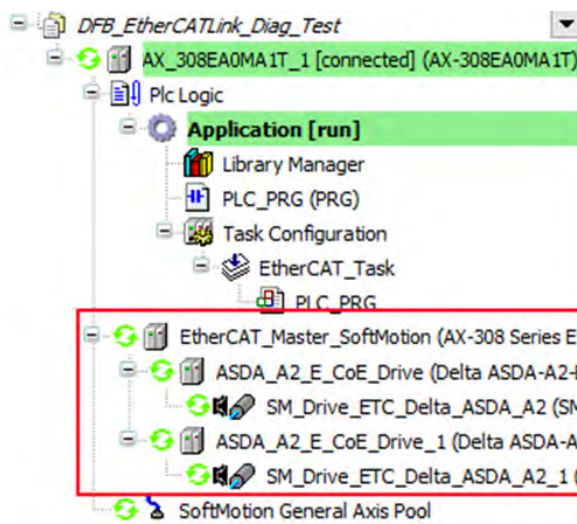 DFB_EtherCATLink_Diag_Test
AX_308EA0MA1T_1 [connected] (AX-308EA0MA1T)
Plc Logic
Application [run]
Library Manager
PLC_PRG (PRG)
Task Configuration
EtherCAT_Task
PLC_PRG
EtherCAT_Master_SoftMotion (AX-308 Series E
ASDA_A2_E_CoE_Drive (Delta ASDA-A2-
SM_Drive_ETC_Delta_ASDA_A2 (SM
ASDA_A2_E_CoE_Drive_1 (Delta ASDA-A
SM_Drive_ETC_Delta_ASDA_A2_1 (
SoftMotion General Axis Pool